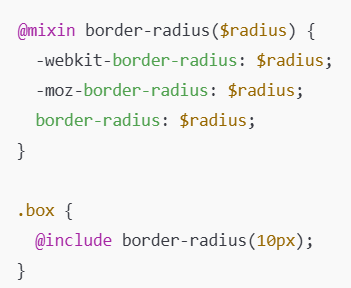 @mixin border-radius($radius) {
  -webkit-border-radius: $radius;
  -moz-border-radius: $radius;
  border-radius: $radius;
}

.box {
  @include border-radius(10px);
}